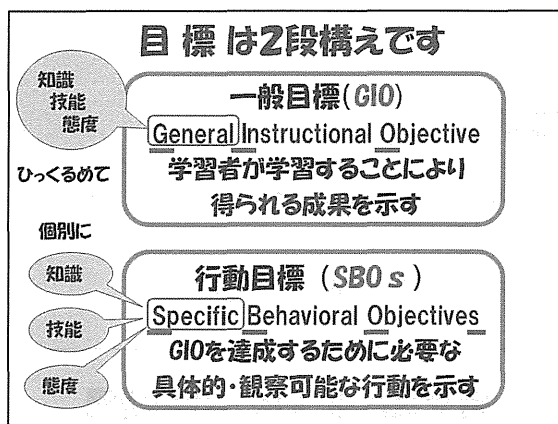 目標は2段構えです
知識
技能
態度
一般目標(GIO)
General Instructional Objective
ひっくるめて
学習者が学習することにより
得られる成果を示す
個別に
知識
技能
態度
行動目標（SBOs）
Specific Behavioral Objectives
GIOを達成するために必要な
具体的・観察可能な行動を示す